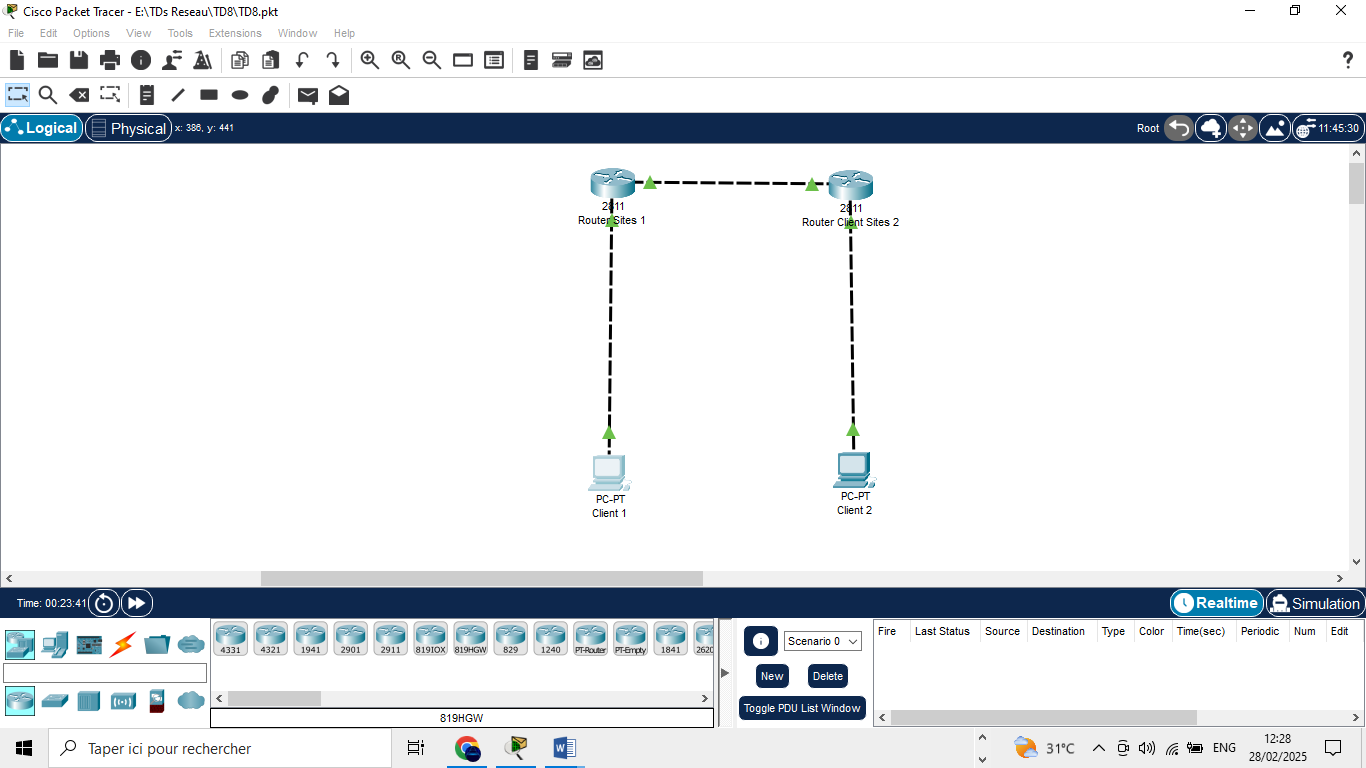 Cisco Packet Tracer - E:\TDs Reseau\TD8\TD8.pkt
File Edit Options View Tools Extensions Window Help
Logical Physical x: 386, y: 441 Root 11:45:30
2811 2811
Router Sites 1 Router Client Sites 2
PC-PT PC-PT
Client 1 Client 2
Time: 00:23:41 Realtime Simulation
4331 4321 1941 2901 2911 819IOX 819HGW 829 1240 PT-Router PT-Empty 1841 2620
Scenario 0
Fire Last Status Source Destination Type Color Time(sec) Periodic Num Edit
New Delete
Toggle PDU List Window
819HGW
Taper ici pour rechercher
31°C ENG 12:28
28/02/2025